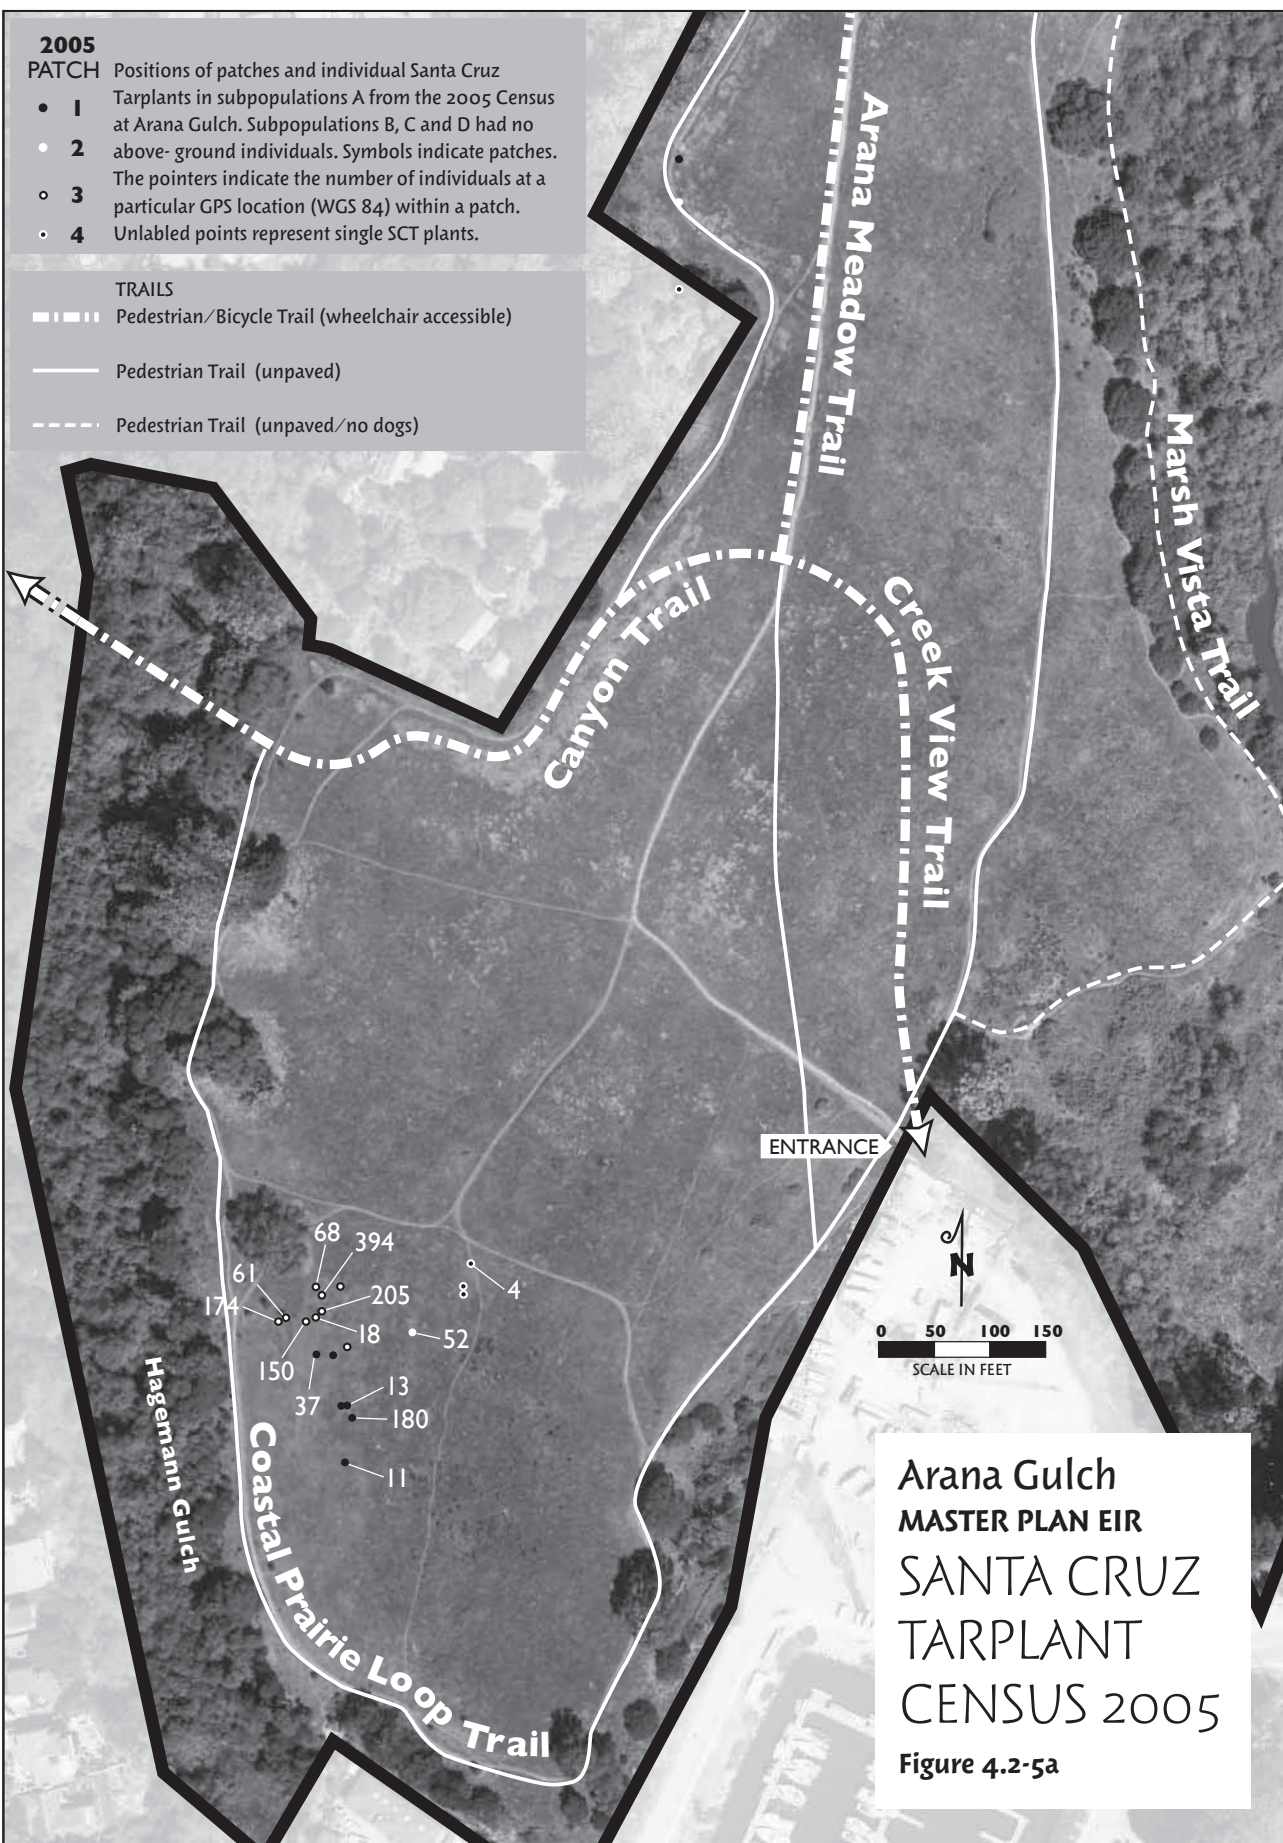 2005
PATCH
1
2
3
4
Positions of patches and individual Santa Cruz
Tarplants in subpopulations A from the 2005 Census
at Arana Gulch. Subpopulations B, C and D had no
above- ground individuals. Symbols indicate patches.
The pointers indicate the number of individuals at a
particular GPS location (WGS 84) within a patch.
Unlabled points represent single SCT plants.
TRAILS
Pedestrian/Bicycle Trail (wheelchair accessible)
Pedestrian Trail (unpaved)
Pedestrian Trail (unpaved/no dogs)
Arana Meadow Trail
Marsh Vista Trail
Canyon Trail
Creek View Trail
ENTRANCE
68
394
61
174
205
4
18
52
150
37
13
180
11
Hagemann Gulch
Coastal Prairie Loop Trail
N
0 50 100 150
SCALE IN FEET
Arana Gulch
MASTER PLAN EIR
SANTA CRUZ
TARPLANT
CENSUS 2005
Figure 4.2-5a